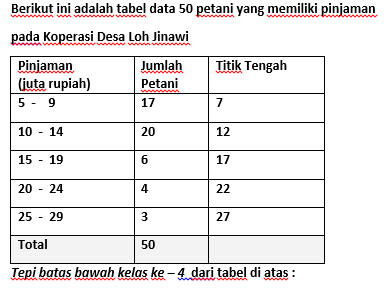 Berikut ini adalah tabel data 50 petani yang memiliki pinjaman
pada Koperasi Desa Loh Jinawi
Pinjaman (juta rupiah) Jumlah Petani Titik Tengah
5 - 9 17 7
10 - 14 20 12
15 - 19 6 17
20 - 24 4 22
25 - 29 3 27
Total 50
Tepi batas bawah kelas ke – 4 dari tabel di atas :